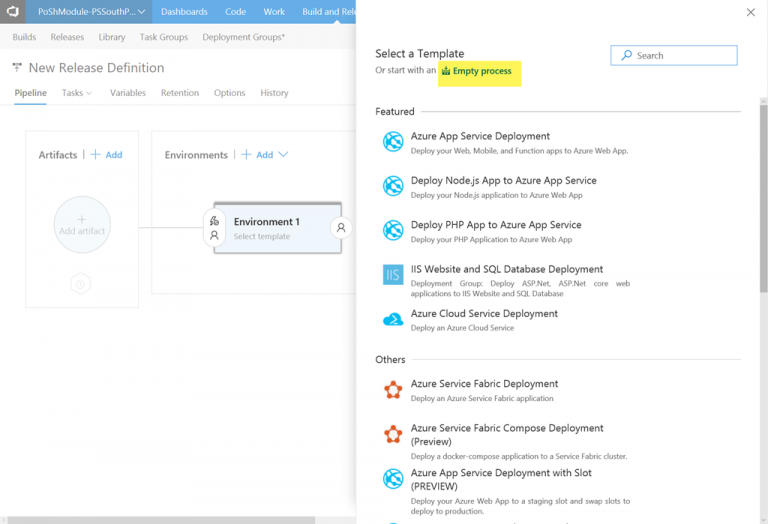 PoShModule-PSSouthP... Dashboards Code Work Build and Rele
Builds Releases Library Task Groups Deployment Groups*
New Release Definition
Pipeline Tasks Variables Retention Options History
Artifacts | + Add
Environments | + Add
Add artifact
Environment 1
Select template
Select a Template
Or start with an Empty process
Search
Featured
Azure App Service Deployment
Deploy your Web, Mobile, and Function apps to Azure Web App.
Deploy Node.js App to Azure App Service
Deploy your Node.js application to Azure Web App
Deploy PHP App to Azure App Service
Deploy your PHP Application to Azure Web App
IIS
IIS Website and SQL Database Deployment
Deployment Group: Deploy ASP.Net, ASP.Net core web
applications to IIS Website and SQL Database
Azure Cloud Service Deployment
Deploy an Azure Cloud Service
Others
Azure Service Fabric Deployment
Deploy an Azure Service Fabric application
Azure Service Fabric Compose Deployment
(Preview)
Deploy a docker-compose application to a Service Fabric cluster.
Azure App Service Deployment with Slot
(PREVIEW)
Deploy your Azure Web App to a staging slot and swap slots to
deploy to production.